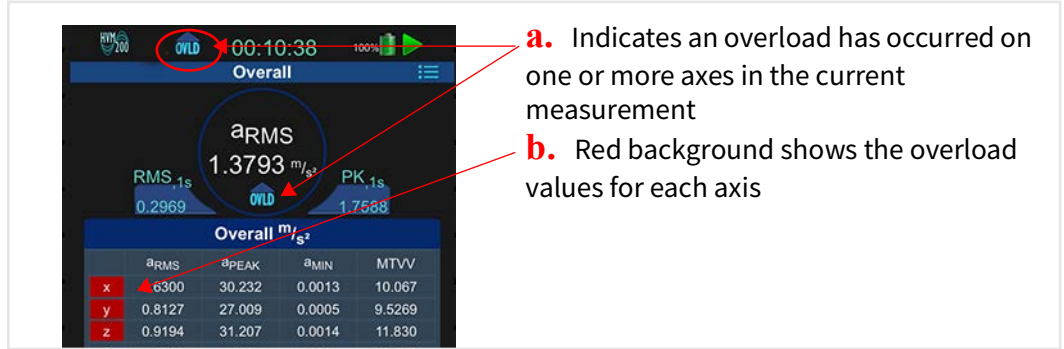 HVM 200 OVLD 00:10:38 100%
Overall
aRMS
1.3793 m/s²
RMS,1s PK,1s
OVLD
0.2969 1.7588
Overall m/s²
aRMS aPEAK aMIN MTVV
x .6300 30.232 0.0013 10.067
y 0.8127 27.009 0.0005 9.5269
z 0.9194 31.207 0.0014 11.830
a. Indicates an overload has occurred on
one or more axes in the current
measurement
b. Red background shows the overload
values for each axis